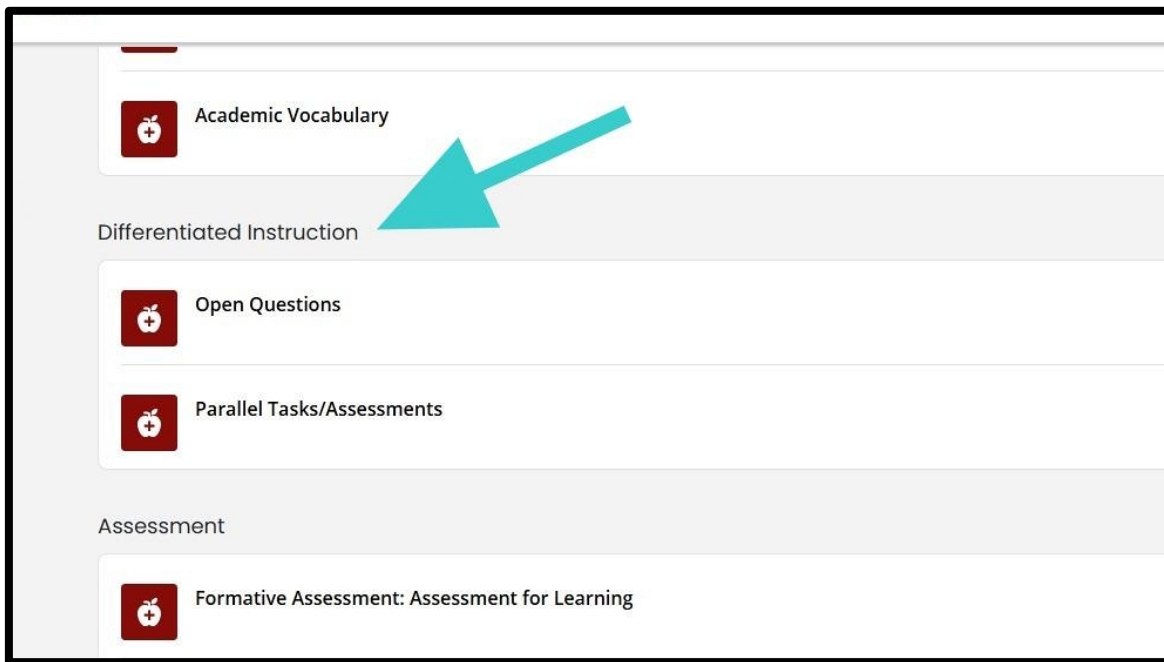 Academic Vocabulary
Differentiated Instruction
Open Questions
Parallel Tasks/Assessments
Assessment
Formative Assessment: Assessment for Learning